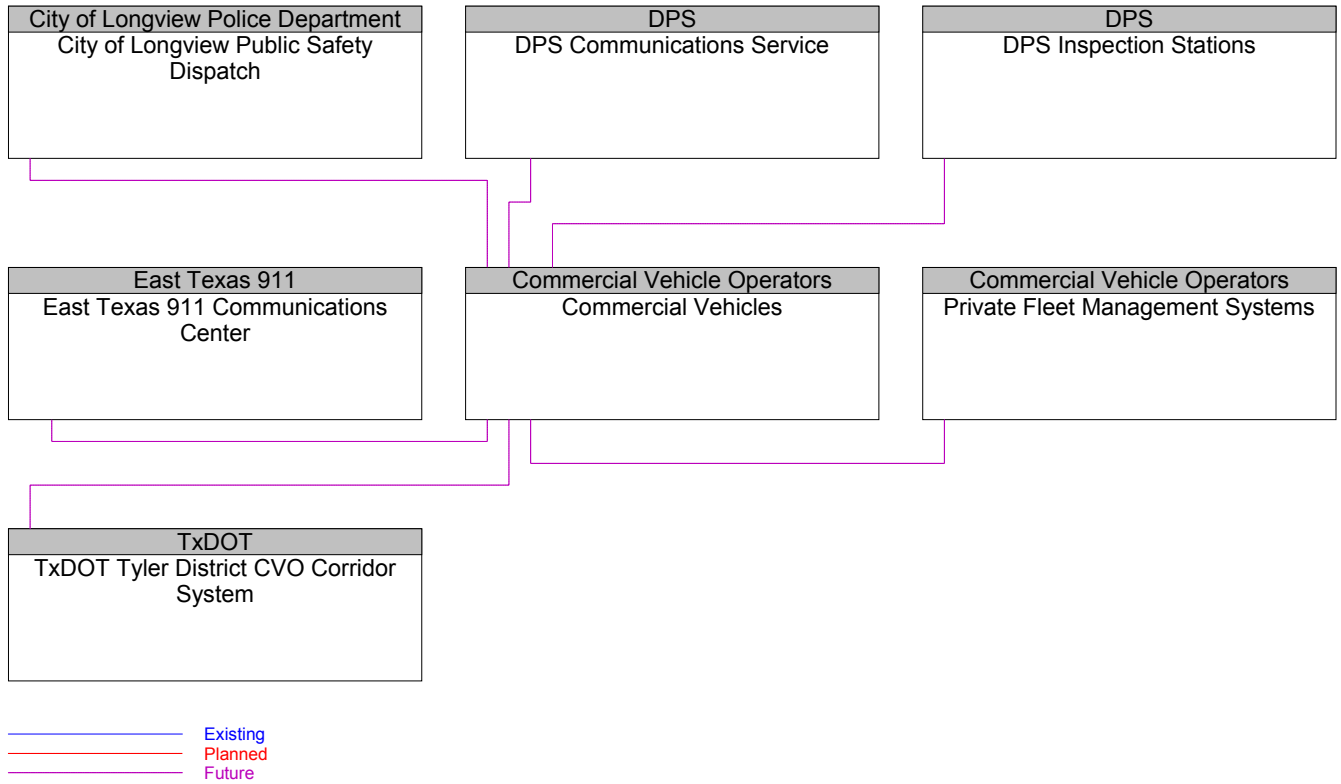 City of Longview Police Department
City of Longview Public Safety
Dispatch
DPS
DPS Communications Service
DPS
DPS Inspection Stations
East Texas 911
East Texas 911 Communications
Center
Commercial Vehicle Operators
Commercial Vehicles
Commercial Vehicle Operators
Private Fleet Management Systems
TxDOT
TxDOT Tyler District CVO Corridor
System
Existing
Planned
Future